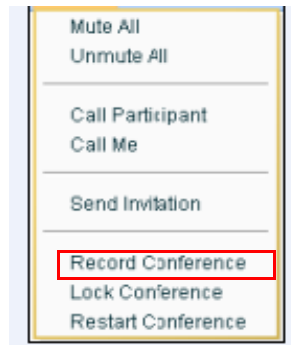 Mute All
Unmute All
Call Participant
Call Me
Send Invitation
Record Conference
Lock Conference
Restart Conference